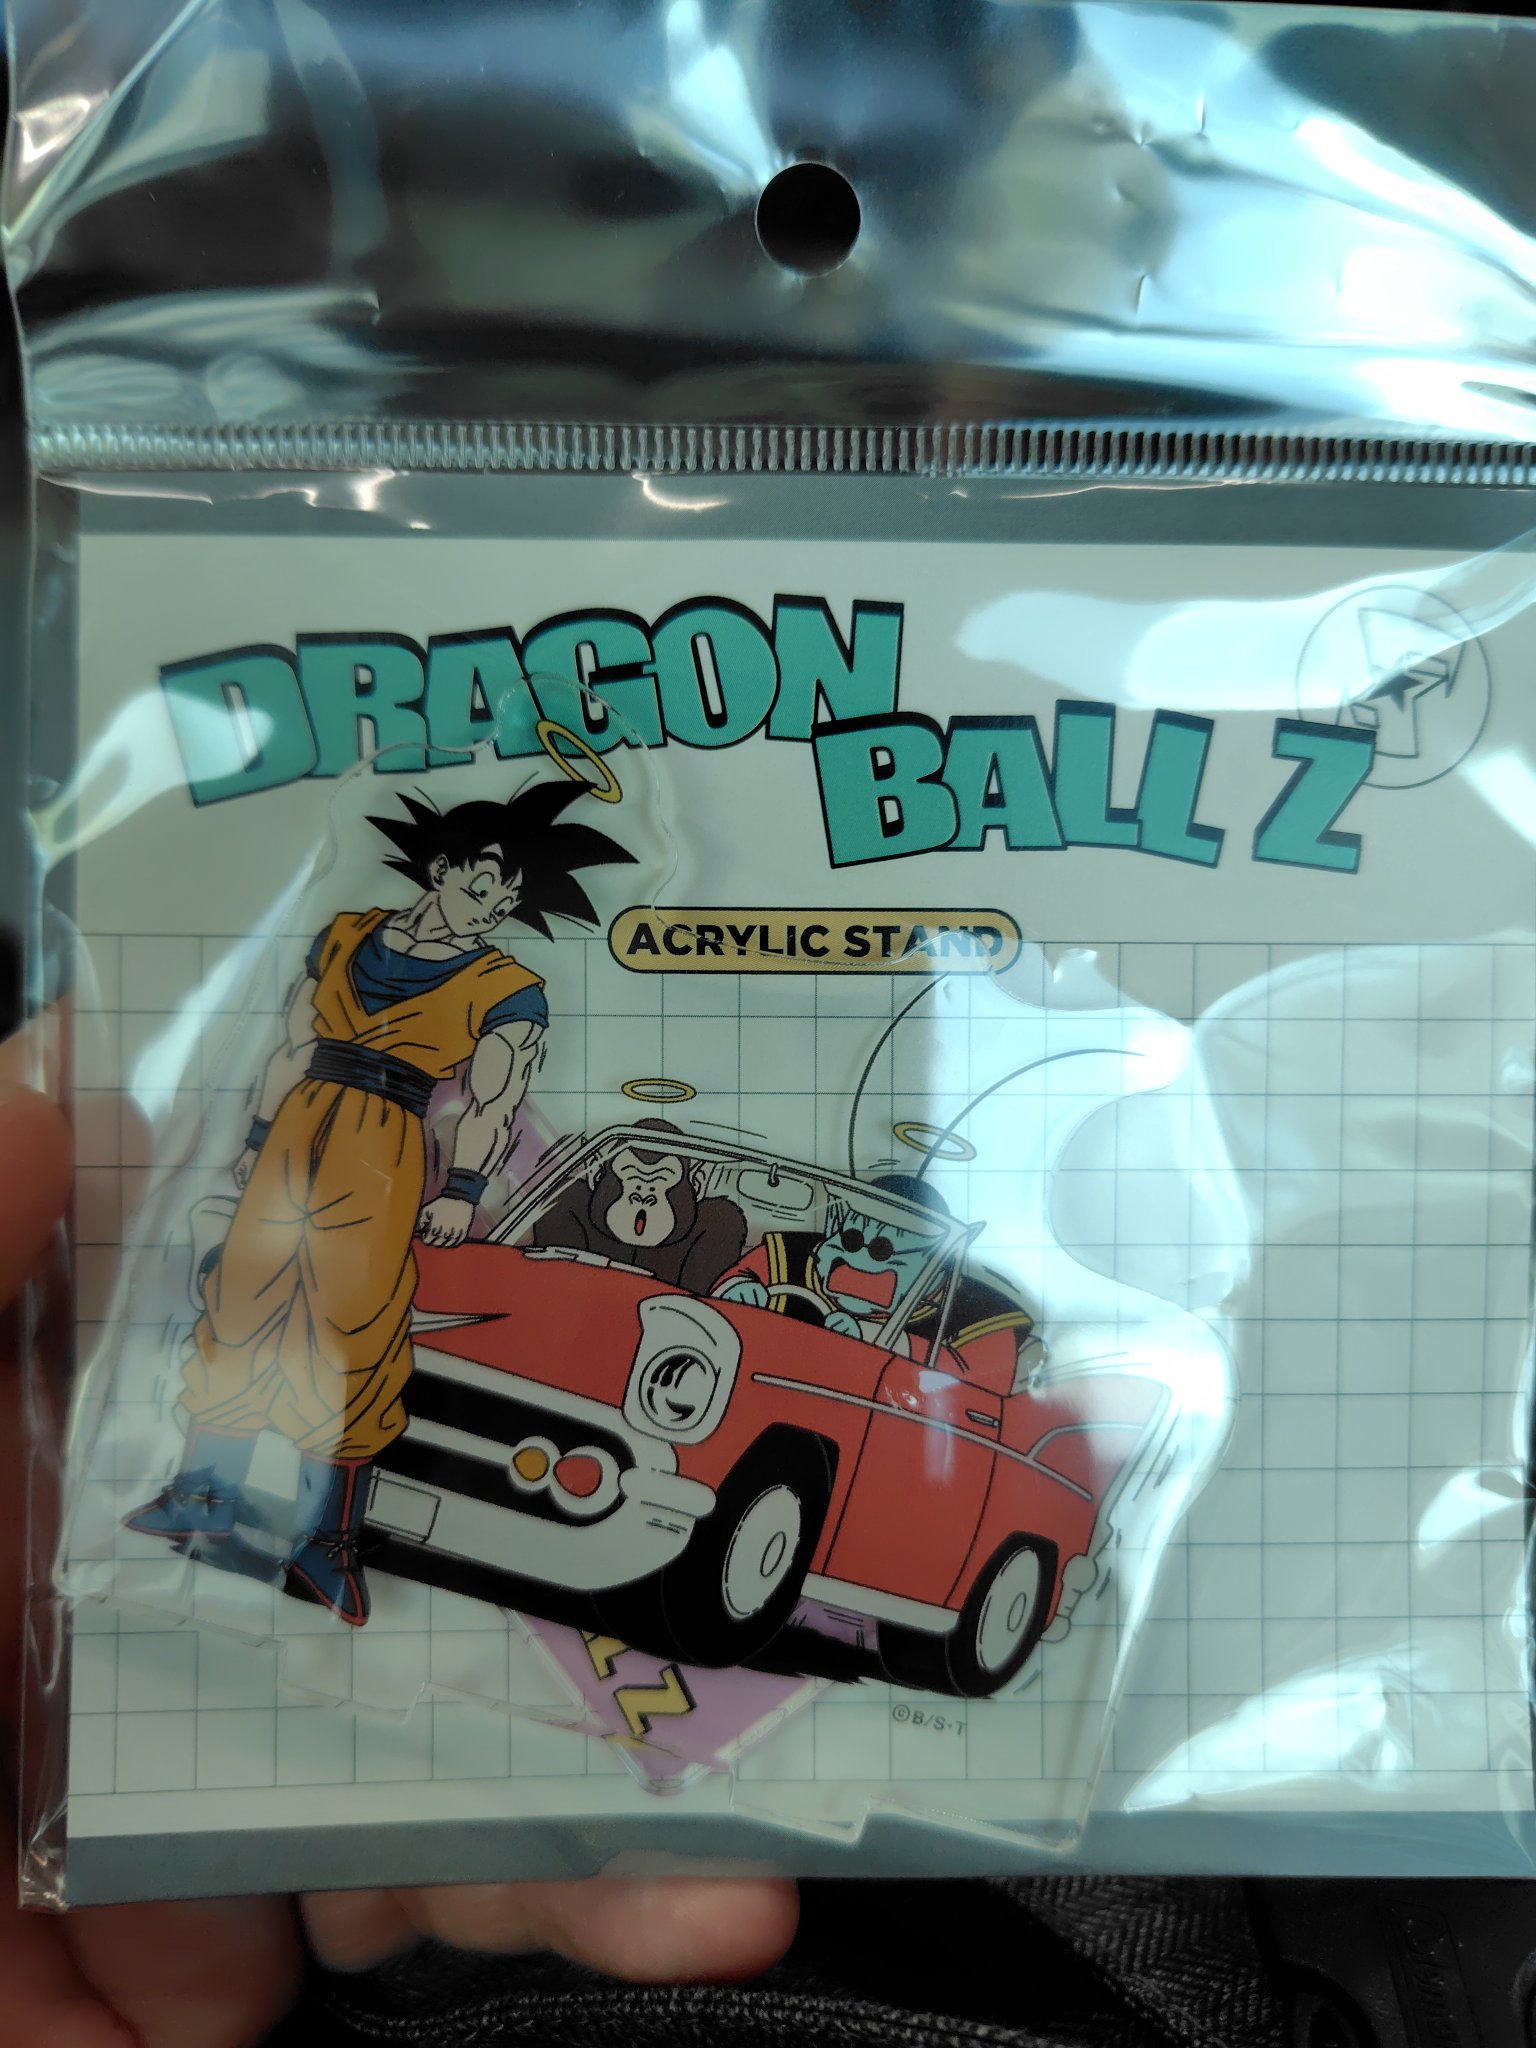 DRAGON
BALL Z
ACRYLIC STAND
©B/S·T